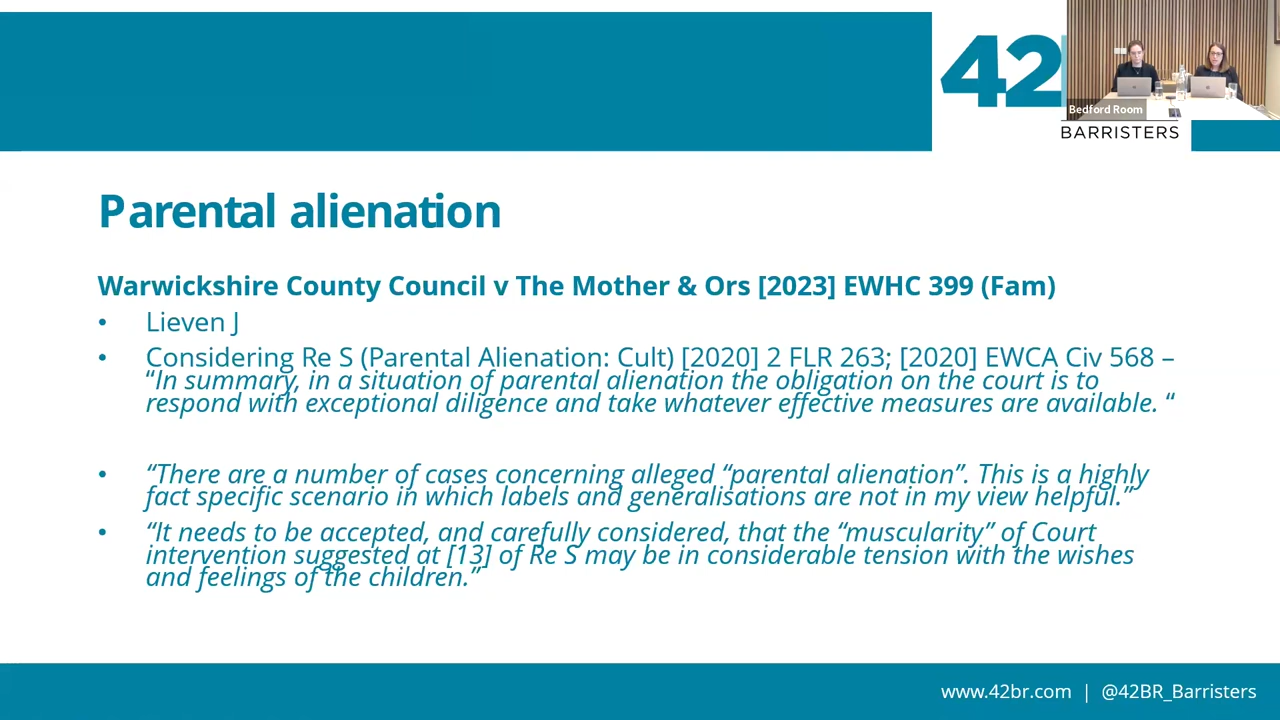 42
Bedford Room
BARRISTERS
Parental alienation
Warwickshire County Council v The Mother & Ors [2023] EWHC 399 (Fam)
• Lieven J
• Considering Re S (Parental Alienation: Cult) [2020] 2 FLR 263; [2020] EWCA Civ 568 –
“In summary, in a situation of parental alienation the obligation on the court is to
respond with exceptional diligence and take whatever effective measures are available. “
• “There are a number of cases concerning alleged “parental alienation”. This is a highly
fact specific scenario in which labels and generalisations are not in my view helpful.”
• “It needs to be accepted, and carefully considered, that the “muscularity” of Court
intervention suggested at [13] of Re S may be in considerable tension with the wishes
and feelings of the children.”
www.42br.com | @42BR_Barristers